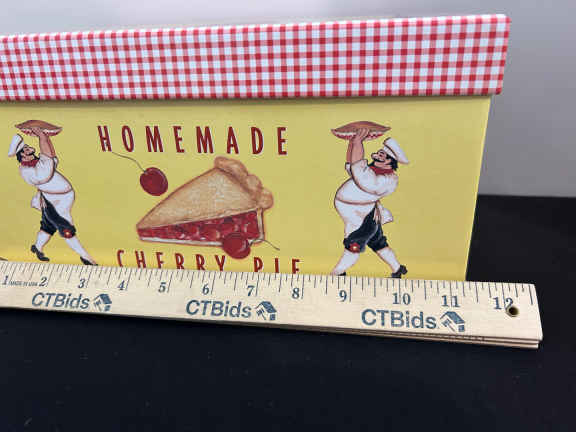 HOMEMADE
CHERRY PIE
1 2 3 4 5 6 7 8 9 10 11 12
MADE IN USA
CTBids CTBids CTBids